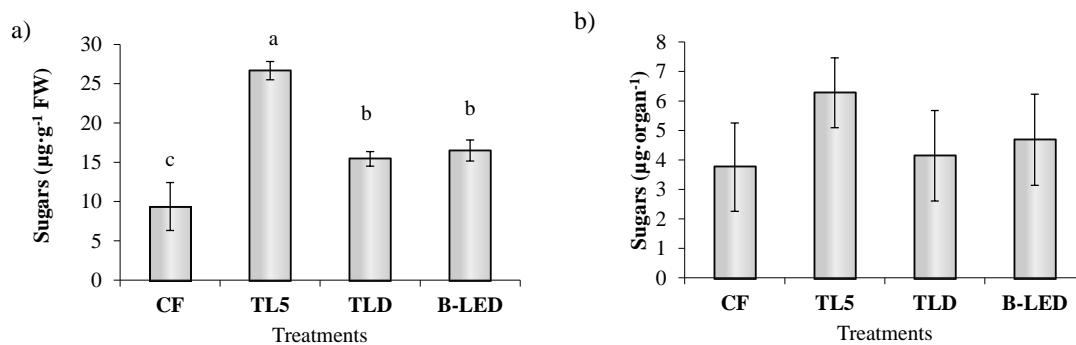 a)
Sugars (µg·g⁻¹ FW)
30
25
20
15
10
5
0
c
a
b
b
CF TL5 TLD B-LED
Treatments
b)
Sugars (µg·organ⁻¹)
8
7
6
5
4
3
2
1
0
CF TL5 TLD B-LED
Treatments